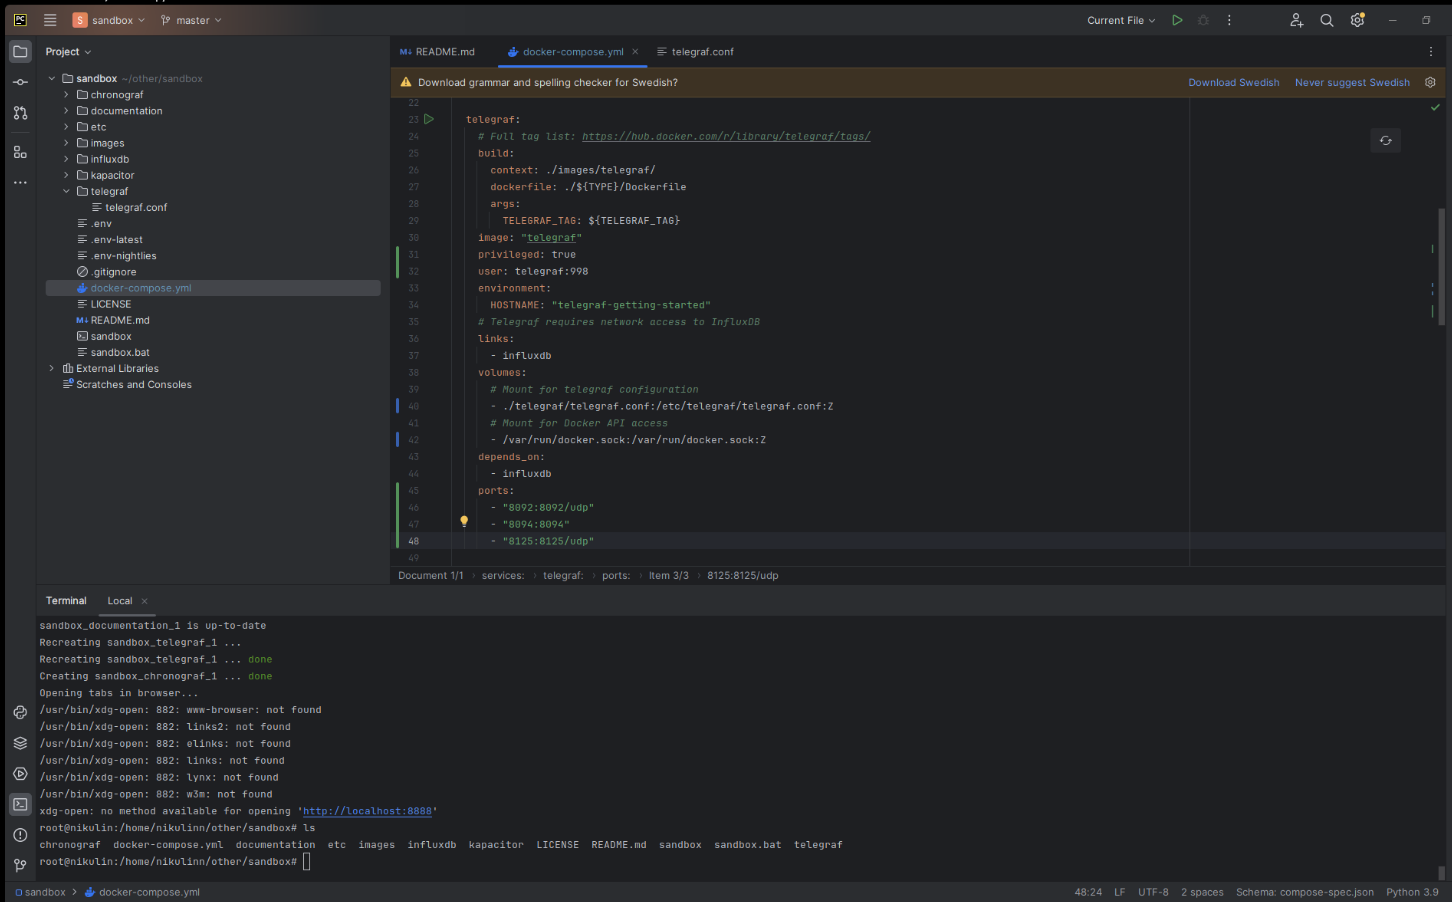 PC
S sandbox master Current File
Project
README.md docker-compose.yml telegraf.conf
sandbox ~/other/sandbox
Download grammar and spelling checker for Swedish? Download Swedish Never suggest Swedish
chronograf
documentation
etc
images
influxdb
kapacitor
telegraf
telegraf.conf
.env
.env-latest
.env-nightlies
.gitignore
docker-compose.yml
LICENSE
M↓ README.md
sandbox
sandbox.bat
External Libraries
Scratches and Consoles
22
23 telegraf:
24 # Full tag list: https://hub.docker.com/r/library/telegraf/tags/
25 build:
26 context: ./images/telegraf/
27 dockerfile: ./${TYPE}/Dockerfile
28 args:
29 TELEGRAF_TAG: ${TELEGRAF_TAG}
30 image: "telegraf"
31 privileged: true
32 user: telegraf:998
33 environment:
34 HOSTNAME: "telegraf-getting-started"
35 # Telegraf requires network access to InfluxDB
36 links:
37 - influxdb
38 volumes:
39 # Mount for telegraf configuration
40 - ./telegraf/telegraf.conf:/etc/telegraf/telegraf.conf:Z
41 # Mount for Docker API access
42 - /var/run/docker.sock:/var/run/docker.sock:Z
43 depends_on:
44 - influxdb
45 ports:
46 - "8092:8092/udp"
47 - "8094:8094"
48 - "8125:8125/udp"
49
Document 1/1 › services: › telegraf: › ports: › Item 3/3 › 8125:8125/udp
Terminal Local
sandbox_documentation_1 is up-to-date
Recreating sandbox_telegraf_1 ...
Recreating sandbox_telegraf_1 ... done
Creating sandbox_chronograf_1 ... done
Opening tabs in browser...
/usr/bin/xdg-open: 882: www-browser: not found
/usr/bin/xdg-open: 882: links2: not found
/usr/bin/xdg-open: 882: elinks: not found
/usr/bin/xdg-open: 882: links: not found
/usr/bin/xdg-open: 882: lynx: not found
/usr/bin/xdg-open: 882: w3m: not found
xdg-open: no method available for opening 'http://localhost:8888'
root@nikulin:/home/nikulinn/other/sandbox# ls
chronograf docker-compose.yml documentation etc images influxdb kapacitor LICENSE README.md sandbox sandbox.bat telegraf
root@nikulin:/home/nikulinn/other/sandbox#
sandbox › docker-compose.yml 48:24 LF UTF-8 2 spaces Schema: compose-spec.json Python 3.9